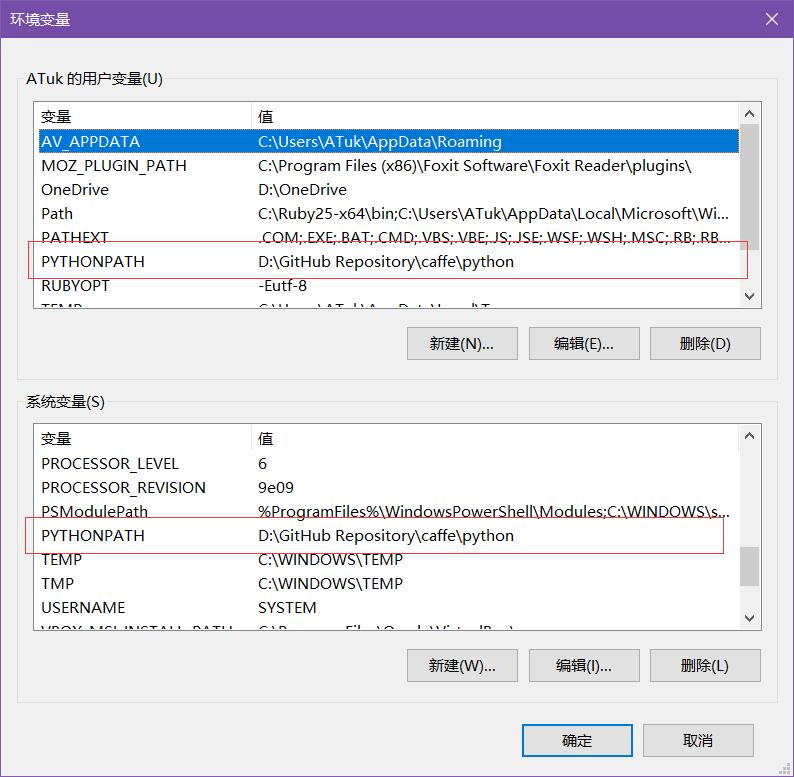 环境变量
ATuk 的用户变量(U)
变量 值
AV_APPDATA C:\Users\ATuk\AppData\Roaming
MOZ_PLUGIN_PATH C:\Program Files (x86)\Foxit Software\Foxit Reader\plugins\
OneDrive D:\OneDrive
Path C:\Ruby25-x64\bin;C:\Users\ATuk\AppData\Local\Microsoft\Wi...
PATHEXT .COM;.EXE;.BAT;.CMD;.VBS;.VBE;.JS;.JSE;.WSF;.WSH;.MSC;.RB;.RB...
PYTHONPATH D:\GitHub Repository\caffe\python
RUBYOPT -Eutf-8
TEMP
新建(N)... 编辑(E)... 删除(D)
系统变量(S)
变量 值
PROCESSOR_LEVEL 6
PROCESSOR_REVISION 9e09
PSModulePath %ProgramFiles%\WindowsPowerShell\Modules;C:\WINDOWS\s...
PYTHONPATH D:\GitHub Repository\caffe\python
TEMP C:\WINDOWS\TEMP
TMP C:\WINDOWS\TEMP
USERNAME SYSTEM
VBOX_MSI_INSTALL_PATH C:\Program Files\Oracle\VirtualBox\
新建(W)... 编辑(I)... 删除(L)
确定 取消